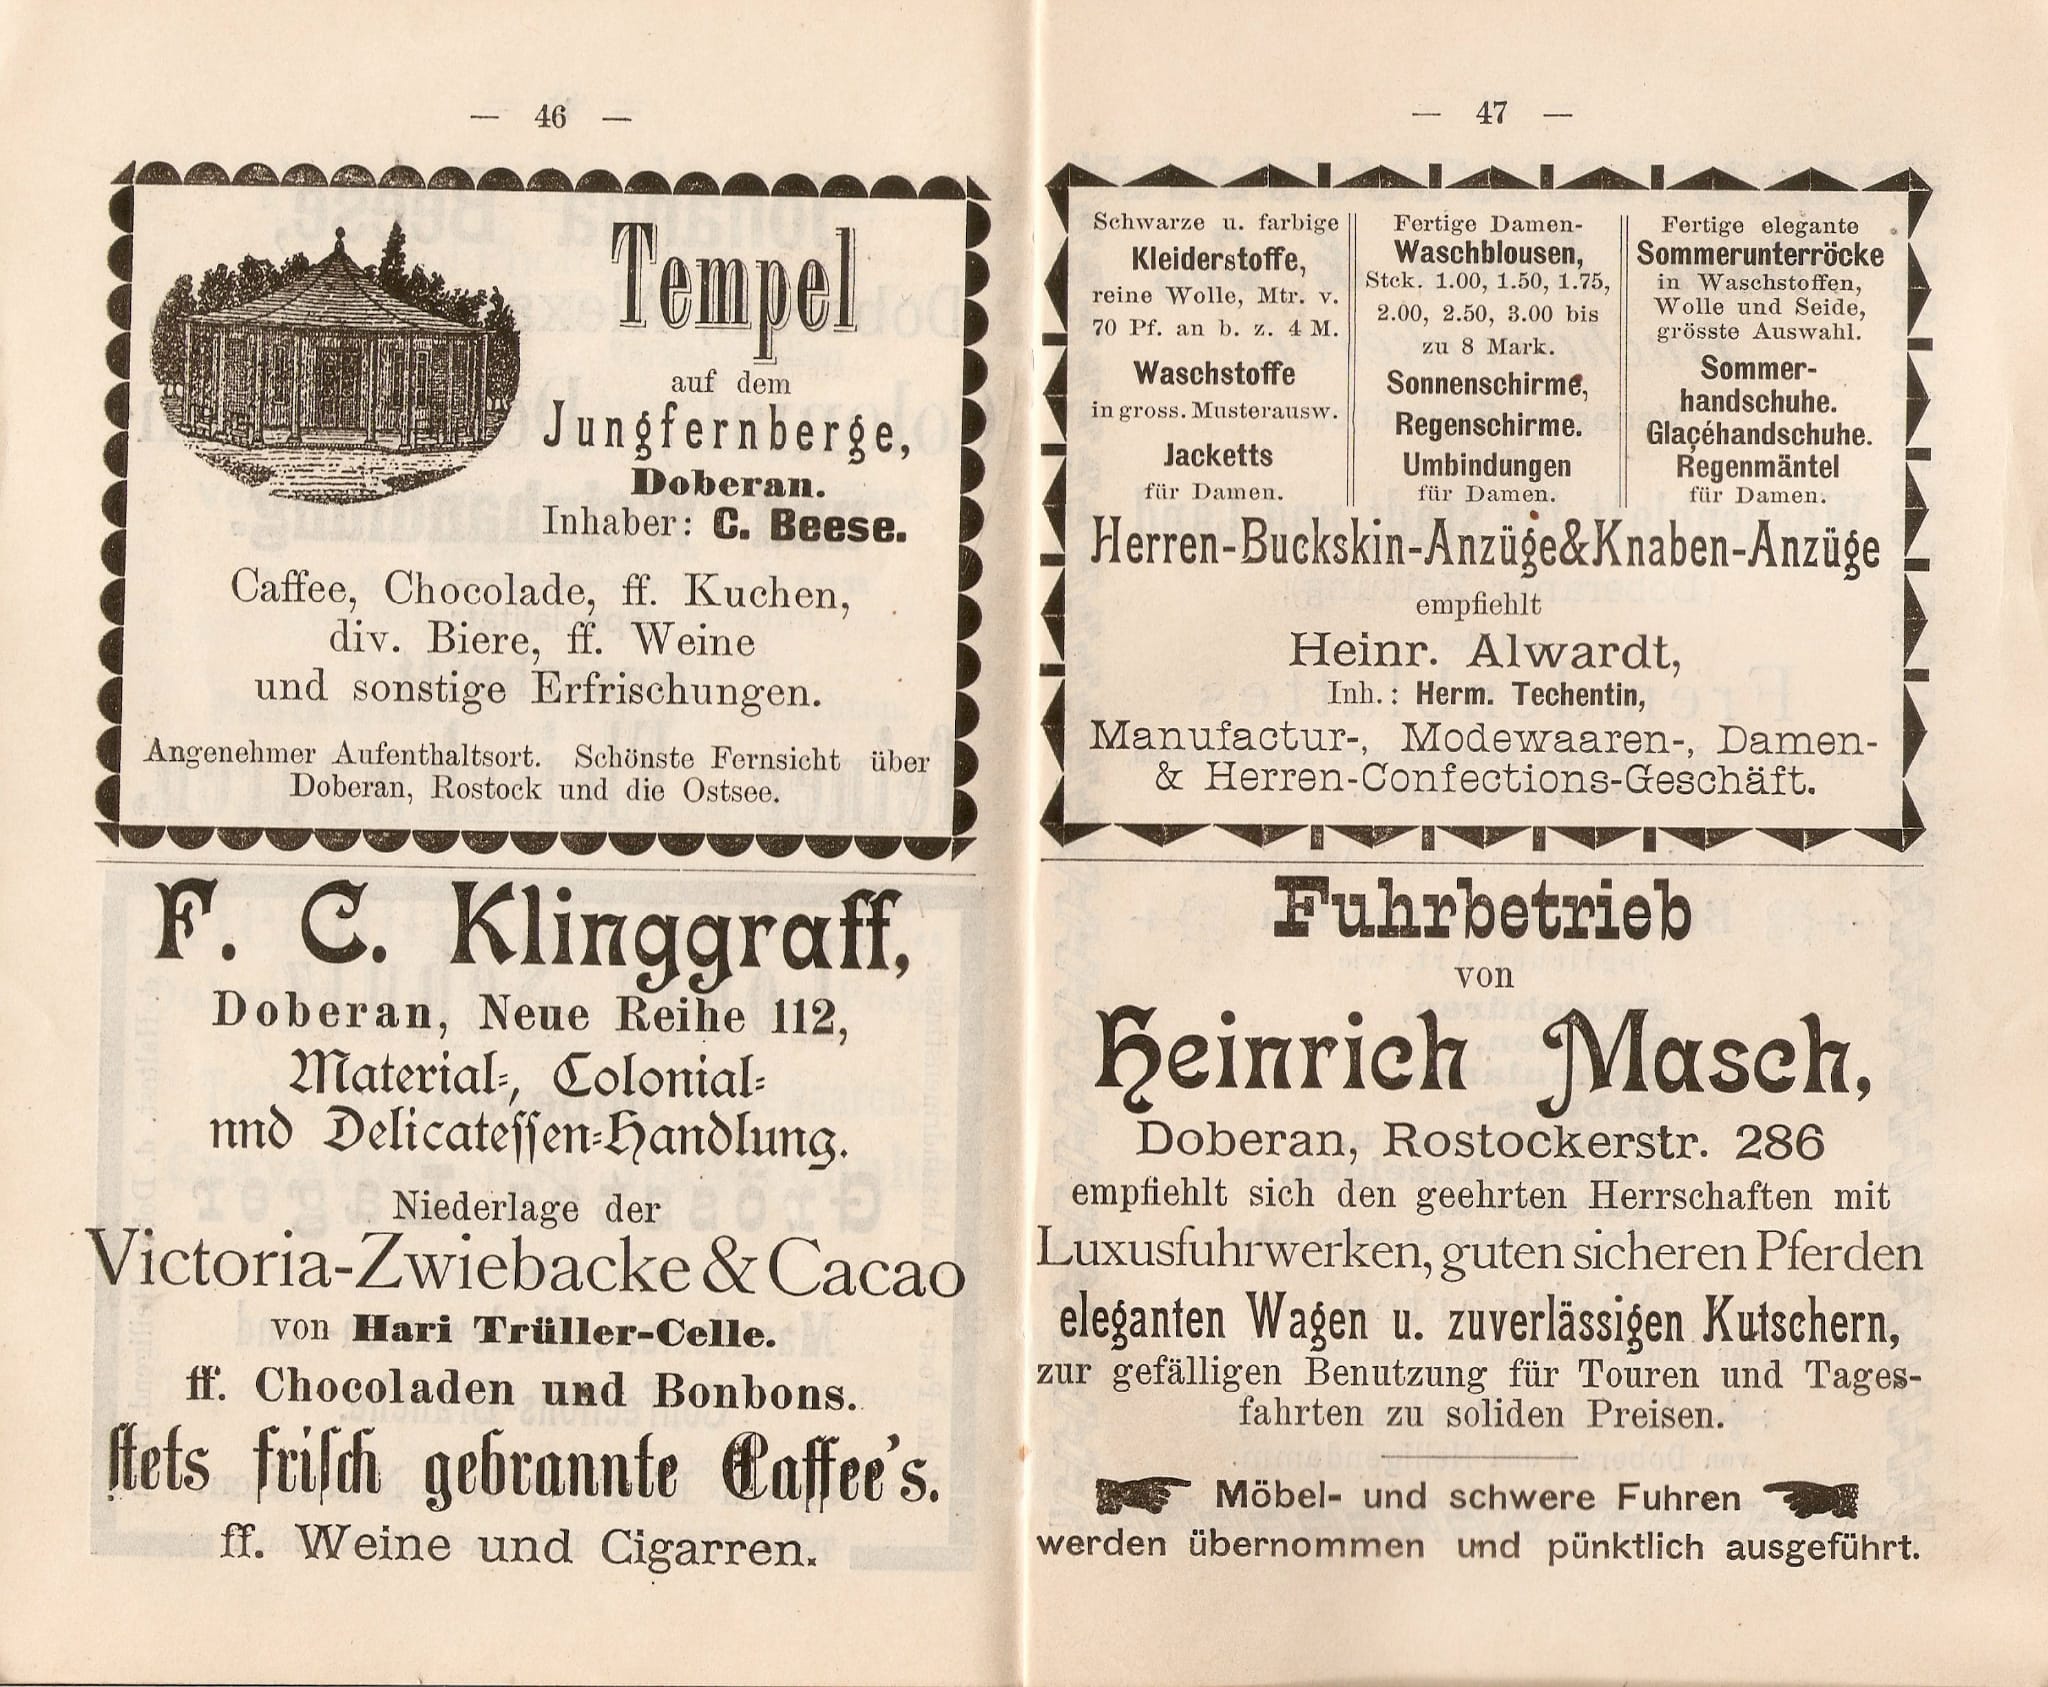 — 46 —
Tempel
auf dem
Jungfernberge,
Doberan.
Inhaber: C. Beese.
Caffee, Chocolade, ff. Kuchen,
div. Biere, ff. Weine
und sonstige Erfrischungen.
Angenehmer Aufenthaltsort. Schönste Fernsicht über
Doberan, Rostock und die Ostsee.
F. C. Klinggraff,
Doberan, Neue Reihe 112,
Material-, Colonial-
nnd Delicatessen-Handlung.
Niederlage der
Victoria-Zwiebacke & Cacao
von Hari Trüller-Celle.
ff. Chocoladen und Bonbons.
stets frisch gebrannte Caffee's.
ff. Weine und Cigarren.
— 47 —
Schwarze u. farbige
Kleiderstoffe,
reine Wolle, Mtr. v.
70 Pf. an b. z. 4 M.
Waschstoffe
in gross. Musterausw.
Jacketts
für Damen.
Fertige Damen-
Waschblousen,
Stck. 1.00, 1.50, 1.75,
2.00, 2.50, 3.00 bis
zu 8 Mark.
Sonnenschirme,
Regenschirme.
Umbindungen
für Damen.
Fertige elegante
Sommerunterröcke
in Waschstoffen,
Wolle und Seide,
grösste Auswahl.
Sommer-
handschuhe.
Glaçéhandschuhe.
Regenmäntel
für Damen.
Herren-Buckskin-Anzüge & Knaben-Anzüge
empfiehlt
Heinr. Alwardt,
Inh.: Herm. Techentin,
Manufactur-, Modewaaren-, Damen-
& Herren-Confections-Geschäft.
Fuhrbetrieb
von
Heinrich Masch,
Doberan, Rostockerstr. 286
empfiehlt sich den geehrten Herrschaften mit
Luxusfuhrwerken, guten sicheren Pferden
eleganten Wagen u. zuverlässigen Kutschern,
zur gefälligen Benutzung für Touren und Tages-
fahrten zu soliden Preisen.
Möbel- und schwere Fuhren
werden übernommen und pünktlich ausgeführt.